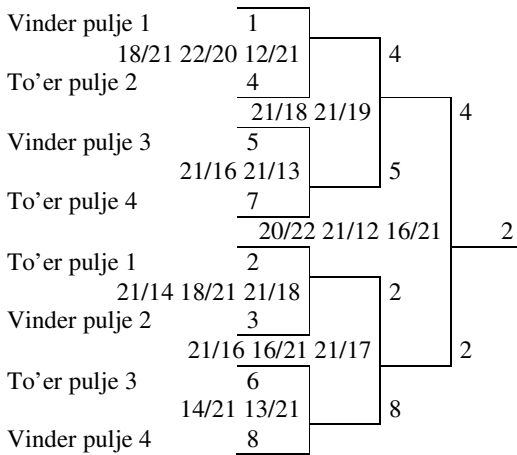 Vinder pulje 1 1
18/21 22/20 12/21 4
To'er pulje 2 4
21/18 21/19 4
Vinder pulje 3 5
21/16 21/13 5
To'er pulje 4 7
20/22 21/12 16/21 2
To'er pulje 1 2
21/14 18/21 21/18 2
Vinder pulje 2 3
21/16 16/21 21/17 2
To'er pulje 3 6
14/21 13/21 8
Vinder pulje 4 8